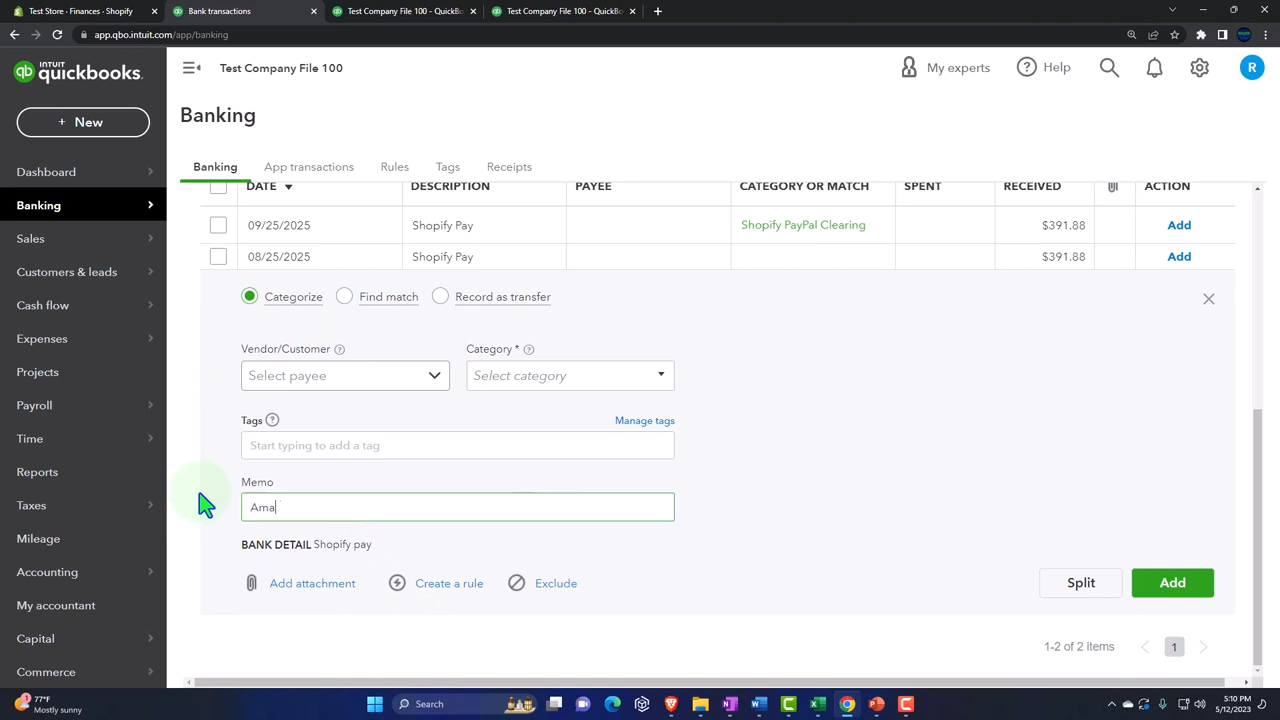 Test Store · Finances · Shopify
Banking
Test Company File 100 - QuickBo
Test Company File 100 - QuickBo
app.qbo.intuit.com/app/banking
INTUIT
quickbooks.
Test Company File 100
My experts
Help
R
+ New
Banking
Banking
App transactions
Rules
Tags
Receipts
Dashboard
Banking
Sales
Customers & leads
Cash flow
Expenses
Projects
Payroll
Time
Reports
Taxes
Mileage
Accounting
My accountant
Capital
Commerce
DATE
DESCRIPTION
PAYEE
CATEGORY OR MATCH
SPENT
RECEIVED
ACTION
09/25/2025 Shopify Pay Shopify PayPal Clearing $391.88 Add
08/25/2025 Shopify Pay $391.88 Add
Categorize Find match Record as transfer
Vendor/Customer Category *
Select payee Select category
Tags Manage tags
Start typing to add a tag
Memo
Ama
BANK DETAIL Shopify pay
Add attachment Create a rule Exclude
Split Add
1-2 of 2 items 1
77°F
Mostly sunny
Search
5:10 PM
5/12/2023